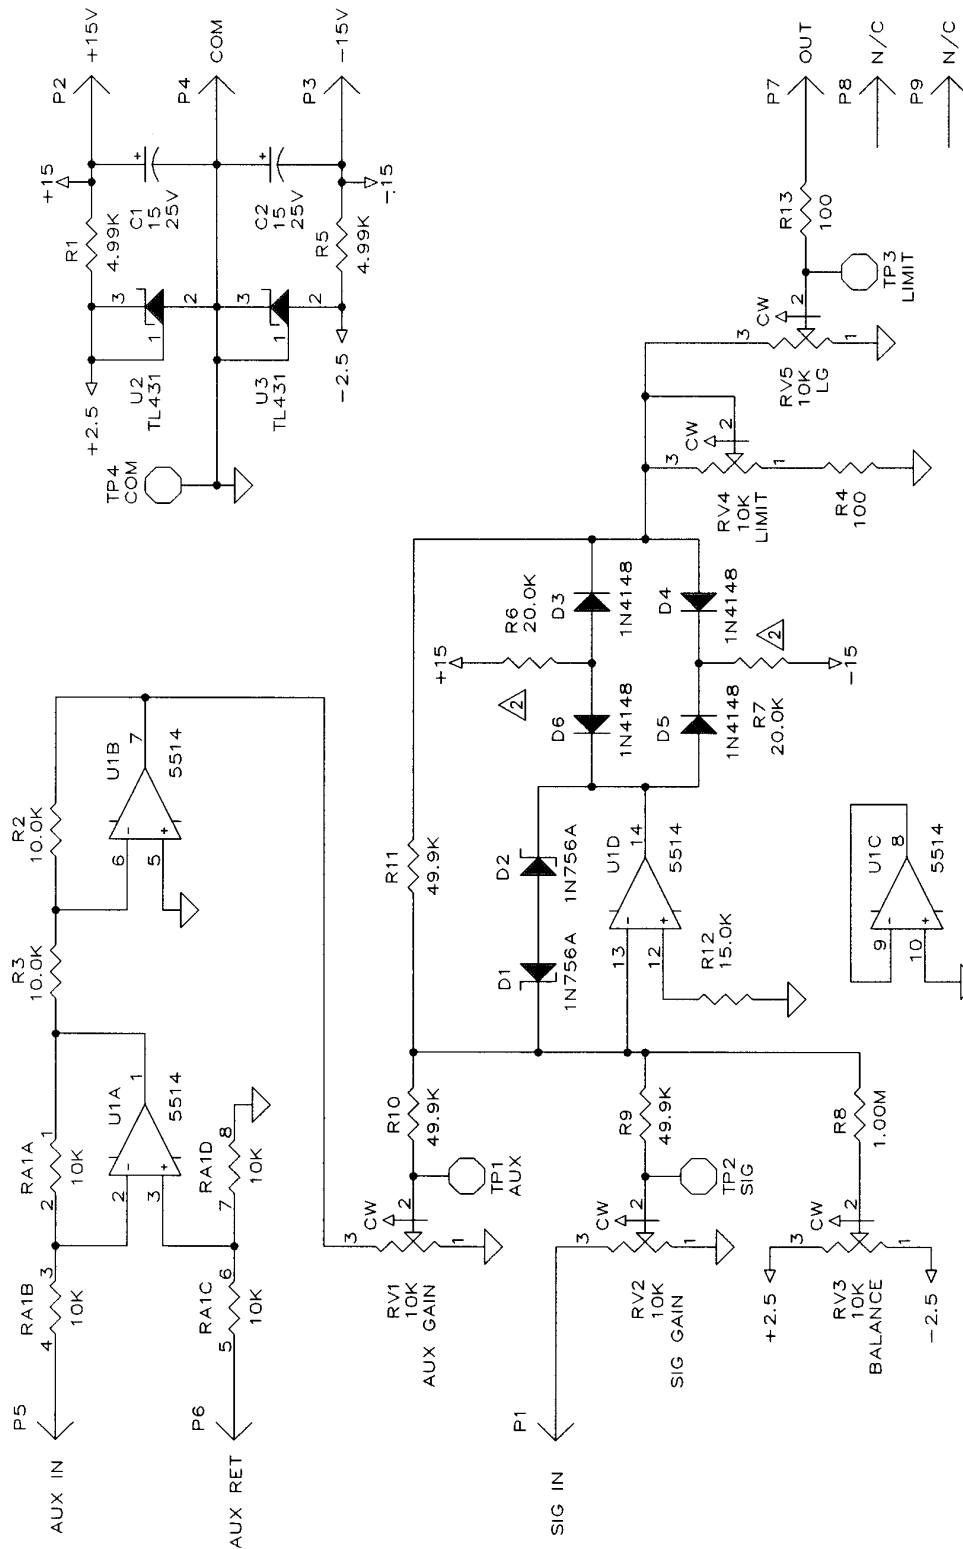 AUX IN
P5
4
RA1B
10K
3
2
RA1A
10K
1
R3
10.0K
R2
10.0K
2
3
U1A
5514
1
6
5
U1B
5514
7
AUX RET
P6
5
RA1C
10K
6
7
RA1D
10K
8
TP4
COM
+2.5
3
1
2
U2
TL431
R1
4.99K
+15
P2
+15V
+
C1
15
25V
P4
COM
3
1
2
U3
TL431
+
C2
15
25V
-2.5
R5
4.99K
-15
P3
-15V
3
CW
2
1
RV1
10K
AUX GAIN
TP1
AUX
R10
49.9K
R11
49.9K
+15
R6
20.0K
2
D1
1N756A
D2
1N756A
D6
1N4148
D3
1N4148
SIG IN
P1
3
CW
2
1
RV2
10K
SIG GAIN
TP2
SIG
R9
49.9K
13
12
U1D
5514
14
R12
15.0K
D5
1N4148
D4
1N4148
R7
20.0K
2
-15
3
CW
2
1
RV4
10K
LIMIT
R4
100
3
CW
2
1
RV5
10K
LG
TP3
LIMIT
R13
100
P7
OUT
P8
N/C
P9
N/C
+2.5
3
CW
2
1
-2.5
RV3
10K
BALANCE
R8
1.00M
9
10
U1C
5514
8